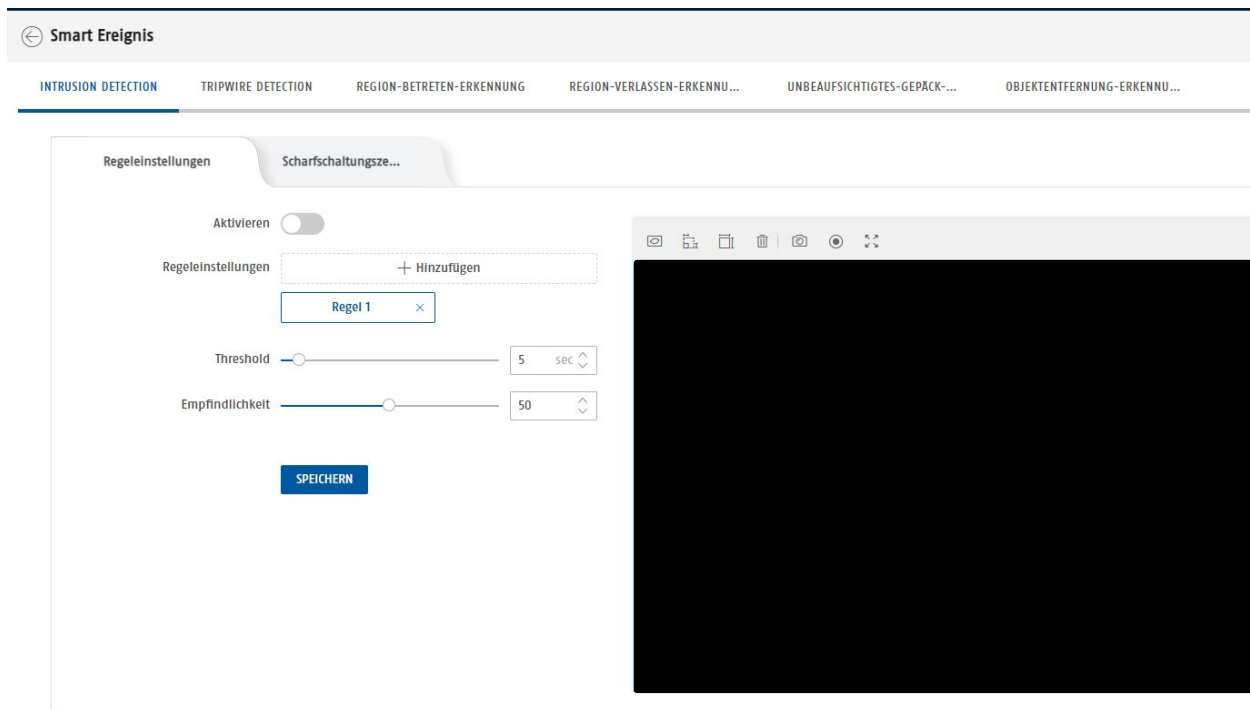 Smart Ereignis
INTRUSION DETECTION TRIPWIRE DETECTION REGION-BETRETEN-ERKENNUNG REGION-VERLASSEN-ERKENNU... UNBEAUFSICHTIGTES-GEPÄCK-... OBJEKTENTFERNUNG-ERKENNU...
Regeleinstellungen Scharfschaltungsze...
Aktivieren
Regeleinstellungen + Hinzufügen
Regel 1 ×
Threshold 5 sec
Empfindlichkeit 50
SPEICHERN